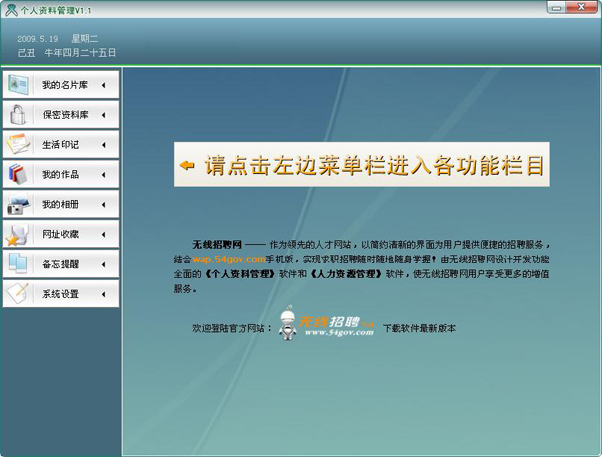 个人资料管理V1.1
2009.5.19 星期二
己丑 牛年四月二十五日
我的名片库
保密资料库
生活印记
我的作品
我的相册
网址收藏
备忘提醒
系统设置
请点击左边菜单栏进入各功能栏目
无线招聘网 —— 作为领先的人才网站，以简约清新的界面为用户提供便捷的招聘服务，
结合wap.54gov.com手机版，实现求职招聘随时随地随身掌握！由无线招聘网设计开发功能
全面的《个人资料管理》软件和《人力资源管理》软件，使无线招聘网用户享受更多的增值
服务。
欢迎登陆官方网站： 无线招聘 下载软件最新版本
www.54gov.com